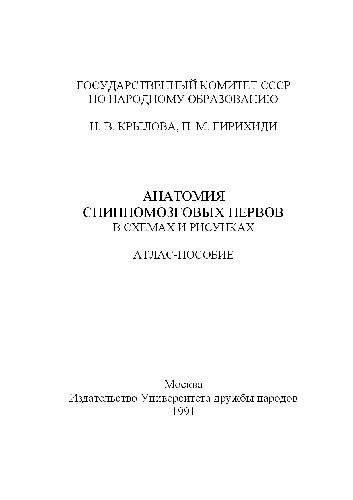 ГОСУДАРСТВЕННЫЙ КОМИТЕТ СССР
ПО НАРОДНОМУ ОБРАЗОВАНИЮ
Н. В. КРЫЛОВА, П. М. ГИРИХИДИ
АНАТОМИЯ
СПИННОМОЗГОВЫХ НЕРВОВ
В СХЕМАХ И РИСУНКАХ
АТЛАС-ПОСОБИЕ
Москва
Издательство Университета дружбы народов
1991